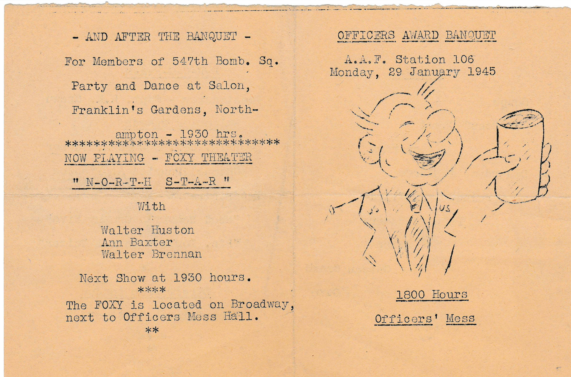 - AND AFTER THE BANQUET -
For Members of 547th Bomb. Sq.
Party and Dance at Salon,
Franklin's Gardens, North-
ampton - 1930 hrs.
******************************
NOW PLAYING - FOXY THEATER
" N-O-R-T-H S-T-A-R "
With
Walter Huston
Ann Baxter
Walter Brennan
Next Show at 1930 hours.
****
The FOXY is located on Broadway,
next to Officers Mess Hall.
**
OFFICERS AWARD BANQUET
A.A.F. Station 106
Monday, 29 January 1945
US
1800 Hours
Officers' Mess